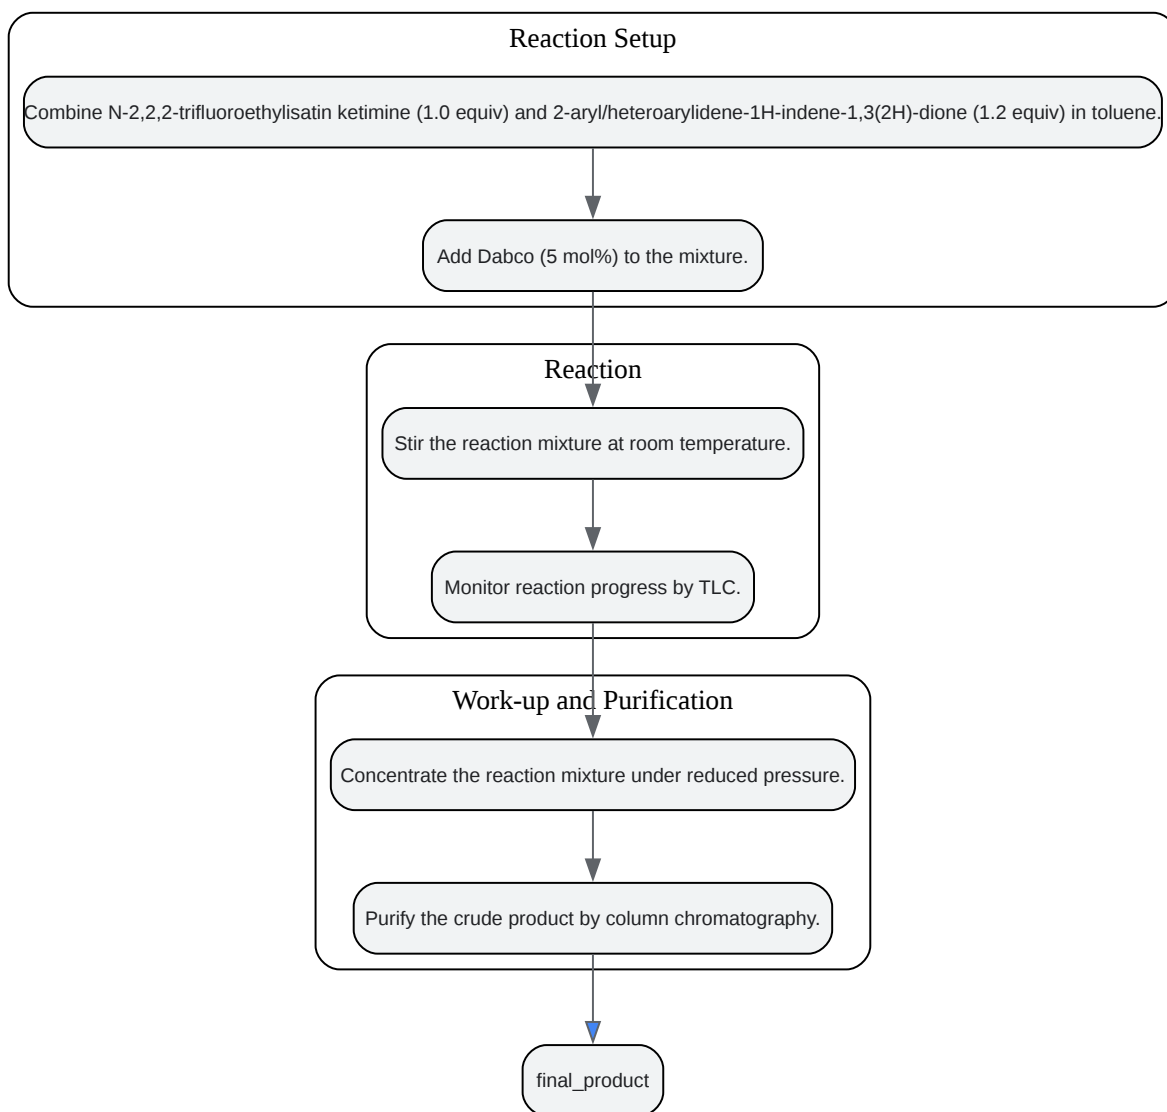 Reaction Setup
Combine N-2,2,2-trifluoroethylisatin ketimine (1.0 equiv) and 2-aryl/heteroarylidene-1H-indene-1,3(2H)-dione (1.2 equiv) in toluene.
Add Dabco (5 mol%) to the mixture.
Reaction
Stir the reaction mixture at room temperature.
Monitor reaction progress by TLC.
Work-up and Purification
Concentrate the reaction mixture under reduced pressure.
Purify the crude product by column chromatography.
final_product